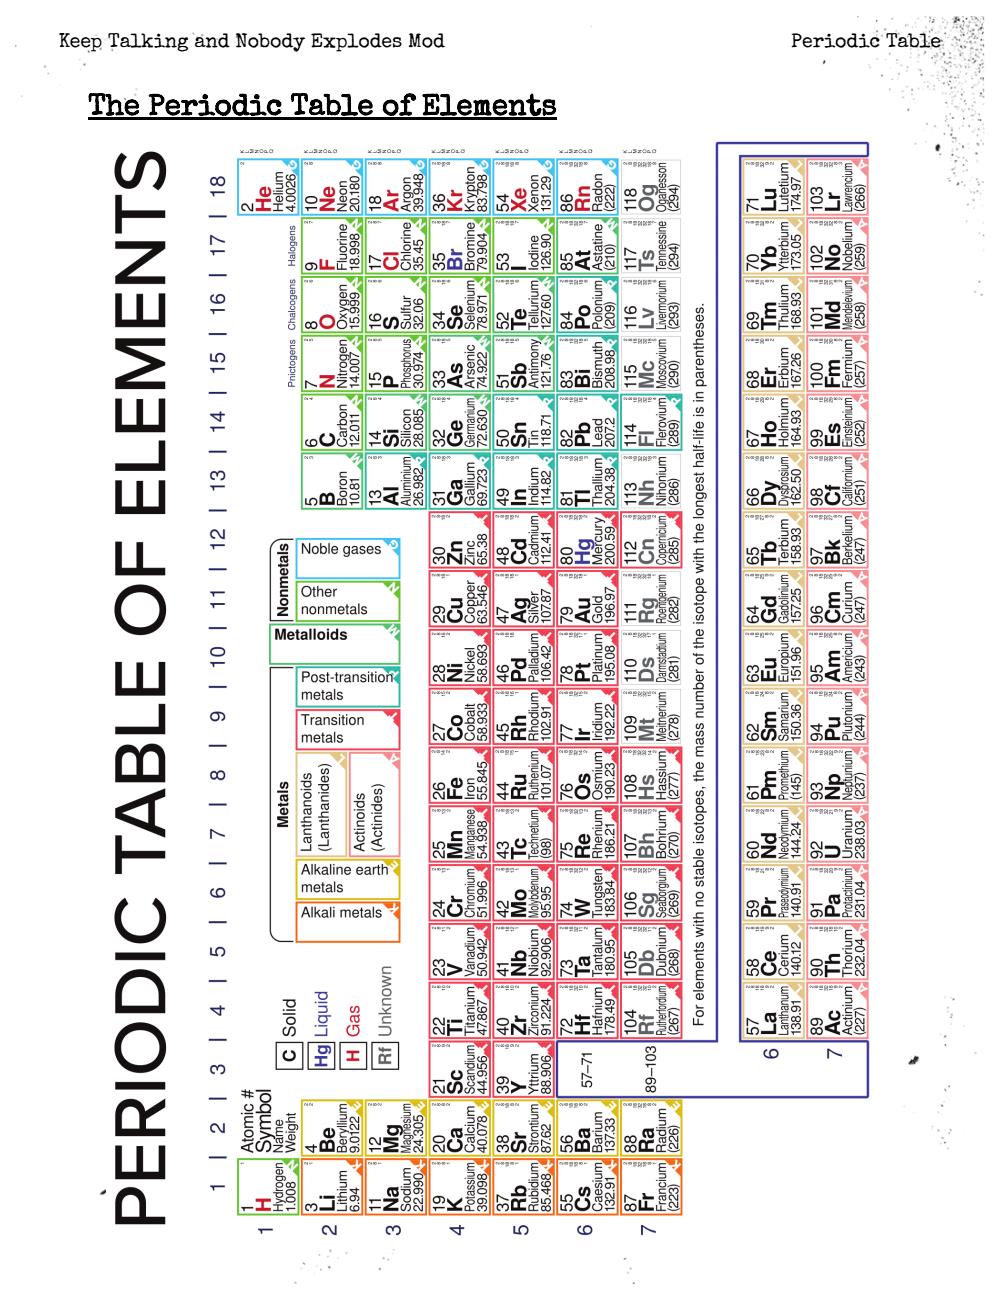 Keep Talking and Nobody Explodes Mod
Periodic Table
The Periodic Table of Elements
PERIODIC TABLE OF ELEMENTS
1 2 3 4 5 6 7 8 9 10 11 12 13 14 15 16 17 18
Pnictogens Chalcogens Halogens
Atomic #
Symbol
Name
Weight
C Solid
Hg Liquid
H Gas
Rf Unknown
Metals
Metalloids
Nonmetals
Alkali metals
Alkaline earth metals
Lanthanoids (Lanthanides)
Actinoids (Actinides)
Transition metals
Post-transition metals
Other nonmetals
Noble gases
1
1 2
H He
Hydrogen Helium
1.008 4.0026
2
3 4 5 6 7 8 9 10
Li Be B C N O F Ne
Lithium Beryllium Boron Carbon Nitrogen Oxygen Fluorine Neon
6.94 9.0122 10.81 12.011 14.007 15.999 18.998 20.180
3
11 12 13 14 15 16 17 18
Na Mg Al Si P S Cl Ar
Sodium Magnesium Aluminium Silicon Phosphorus Sulfur Chlorine Argon
22.990 24.305 26.982 28.085 30.974 32.06 35.45 39.948
4
19 20 21 22 23 24 25 26 27 28 29 30 31 32 33 34 35 36
K Ca Sc Ti V Cr Mn Fe Co Ni Cu Zn Ga Ge As Se Br Kr
Potassium Calcium Scandium Titanium Vanadium Chromium Manganese Iron Cobalt Nickel Copper Zinc Gallium Germanium Arsenic Selenium Bromine Krypton
39.098 40.078 44.956 47.867 50.942 51.996 54.938 55.845 58.933 58.693 63.546 65.38 69.723 72.630 74.922 78.971 79.904 83.798
5
37 38 39 40 41 42 43 44 45 46 47 48 49 50 51 52 53 54
Rb Sr Y Zr Nb Mo Tc Ru Rh Pd Ag Cd In Sn Sb Te I Xe
Rubidium Strontium Yttrium Zirconium Niobium Molybdenum Technetium Ruthenium Rhodium Palladium Silver Cadmium Indium Tin Antimony Tellurium Iodine Xenon
85.468 87.62 88.906 91.224 92.906 95.95 (98) 101.07 102.91 106.42 107.87 112.41 114.82 118.71 121.76 127.60 126.90 131.29
6
55 56 57–71 72 73 74 75 76 77 78 79 80 81 82 83 84 85 86
Cs Ba Hf Ta W Re Os Ir Pt Au Hg Tl Pb Bi Po At Rn
Caesium Barium Hafnium Tantalum Tungsten Rhenium Osmium Iridium Platinum Gold Mercury Thallium Lead Bismuth Polonium Astatine Radon
132.91 137.33 178.49 180.95 183.84 186.21 190.23 192.22 195.08 196.97 200.59 204.38 207.2 208.98 (209) (210) (222)
7
87 88 89–103 104 105 106 107 108 109 110 111 112 113 114 115 116 117 118
Fr Ra Rf Db Sg Bh Hs Mt Ds Rg Cn Nh Fl Mc Lv Ts Og
Francium Radium Rutherfordium Dubnium Seaborgium Bohrium Hassium Meitnerium Darmstadtium Roentgenium Copernicium Nihonium Flerovium Moscovium Livermorium Tennessine Oganesson
(223) (226) (267) (268) (269) (270) (277) (278) (281) (282) (285) (286) (289) (290) (293) (294) (294)
For elements with no stable isotopes, the mass number of the isotope with the longest half-life is in parentheses.
6
57 58 59 60 61 62 63 64 65 66 67 68 69 70 71
La Ce Pr Nd Pm Sm Eu Gd Tb Dy Ho Er Tm Yb Lu
Lanthanum Cerium Praseodymium Neodymium Promethium Samarium Europium Gadolinium Terbium Dysprosium Holmium Erbium Thulium Ytterbium Lutetium
138.91 140.12 140.91 144.24 (145) 150.36 151.96 157.25 158.93 162.50 164.93 167.26 168.93 173.05 174.97
7
89 90 91 92 93 94 95 96 97 98 99 100 101 102 103
Ac Th Pa U Np Pu Am Cm Bk Cf Es Fm Md No Lr
Actinium Thorium Protactinium Uranium Neptunium Plutonium Americium Curium Berkelium Californium Einsteinium Fermium Mendelevium Nobelium Lawrencium
(227) 232.04 231.04 238.03 (237) (244) (243) (247) (247) (251) (252) (257) (258) (259) (266)